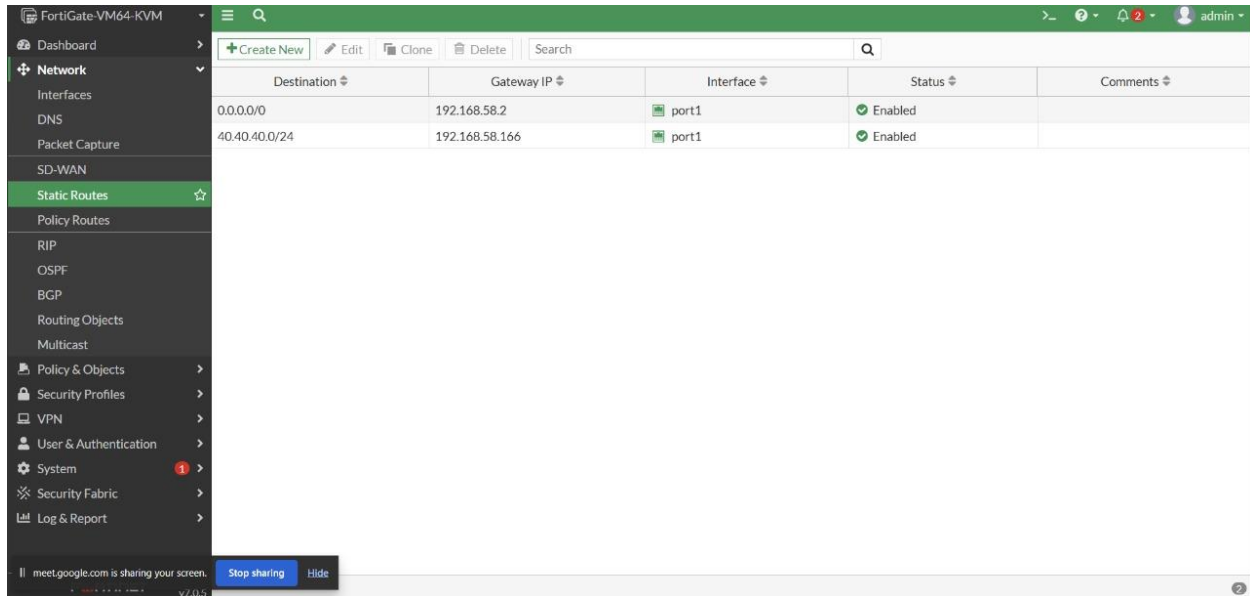 FortiGate-VM64-KVM
>_ 2 admin
Dashboard
Network
Interfaces
DNS
Packet Capture
SD-WAN
Static Routes
Policy Routes
RIP
OSPF
BGP
Routing Objects
Multicast
Policy & Objects
Security Profiles
VPN
User & Authentication
System 1
Security Fabric
Log & Report
+Create New Edit Clone Delete Search
Destination Gateway IP Interface Status Comments
0.0.0.0/0 192.168.58.2 port1 Enabled
40.40.40.0/24 192.168.58.166 port1 Enabled
meet.google.com is sharing your screen. Stop sharing Hide
v7.0.5
2